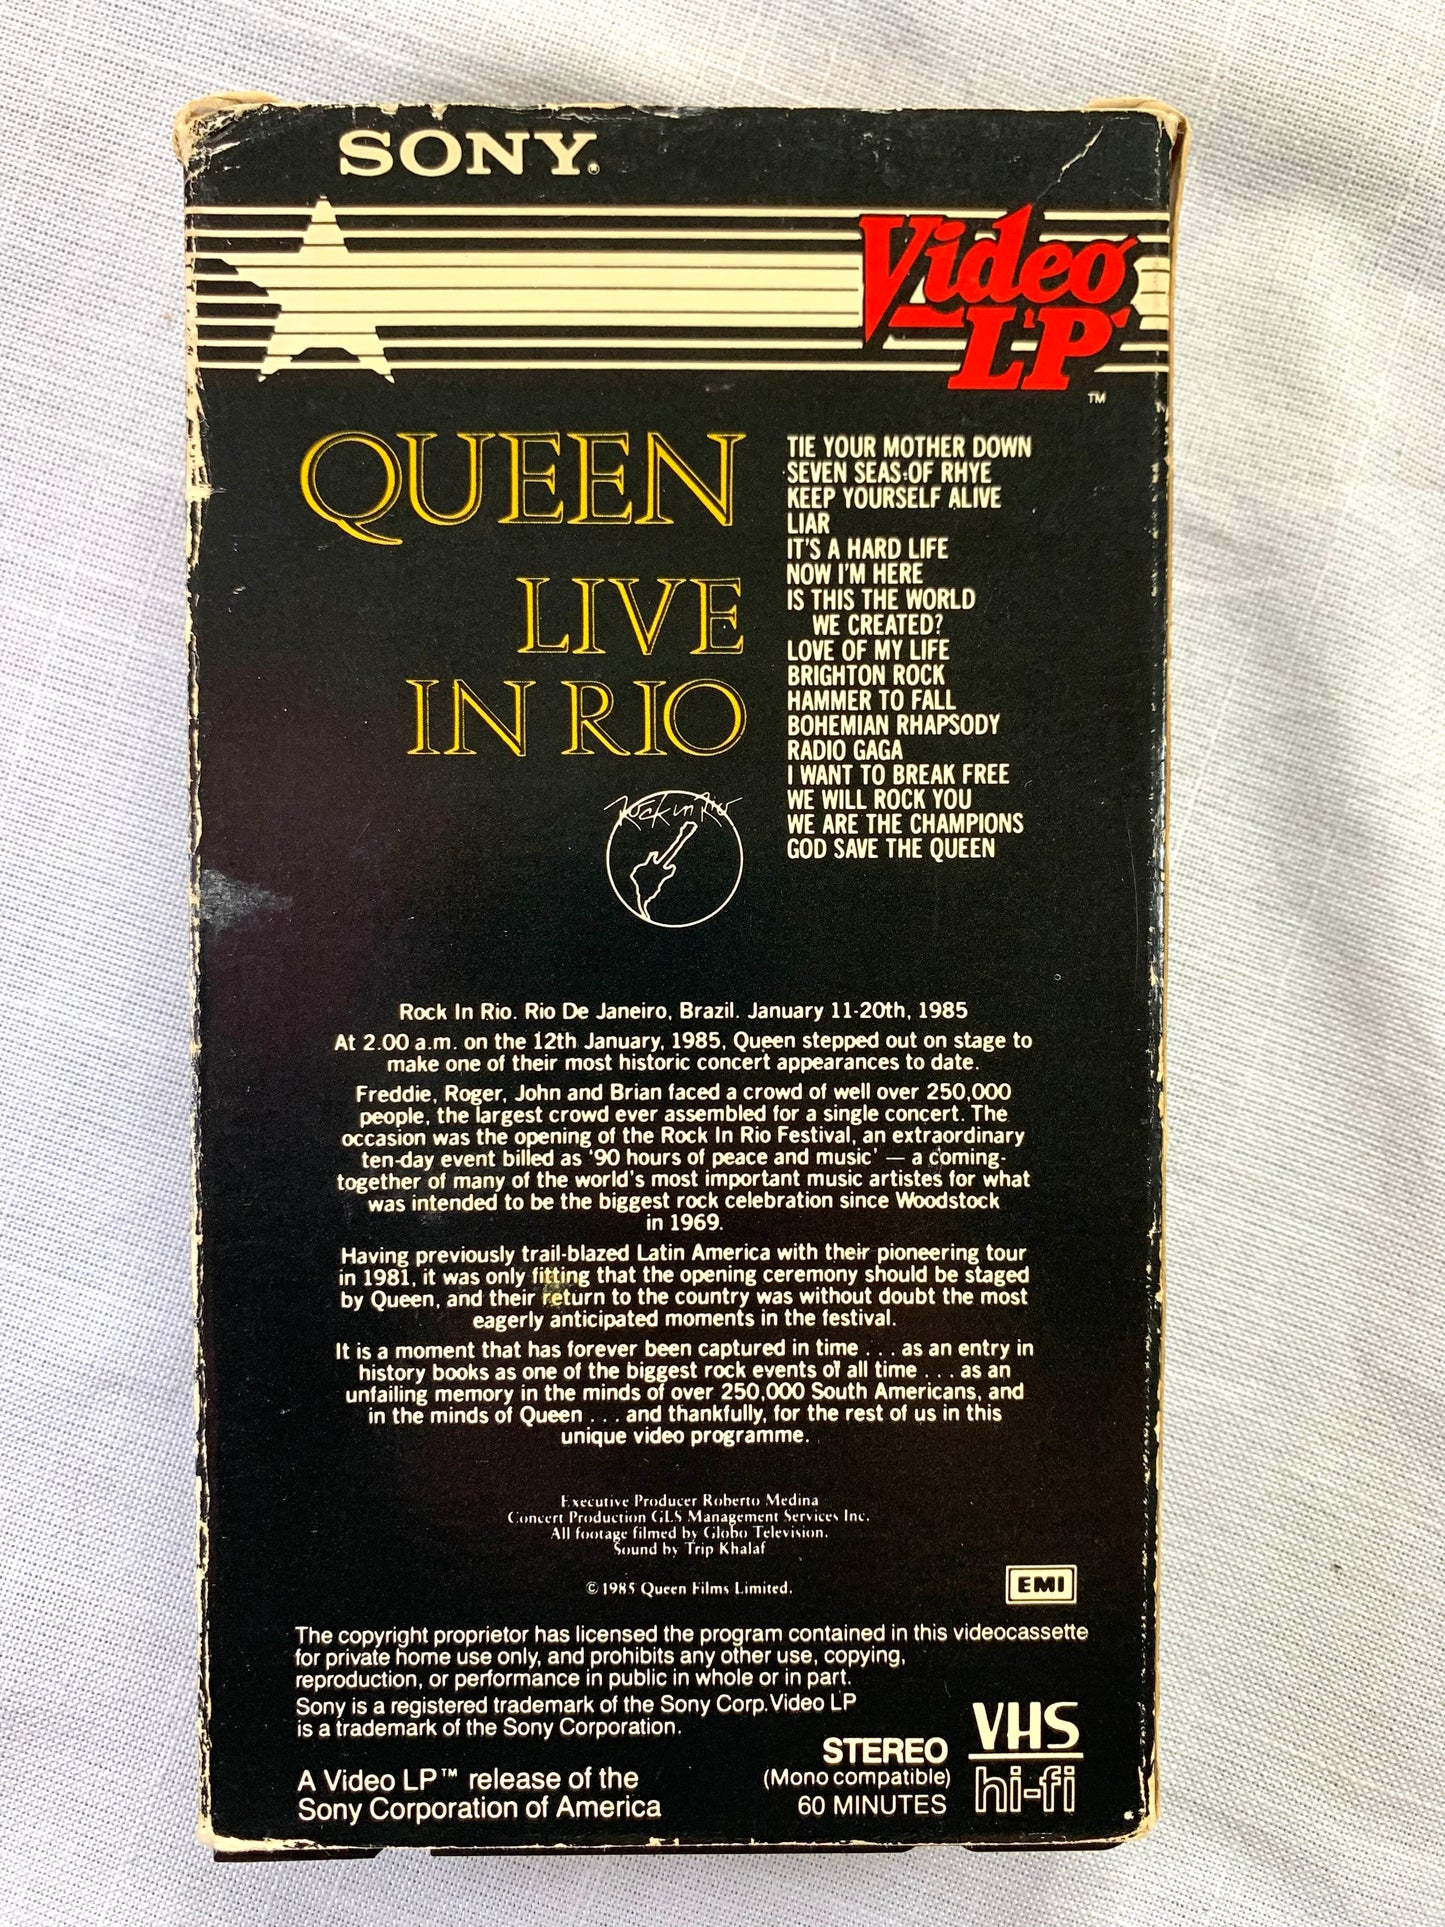 SONY®
Video
LP™
QUEEN
LIVE
IN RIO
Rock in Rio
TIE YOUR MOTHER DOWN
SEVEN SEAS OF RHYE
KEEP YOURSELF ALIVE
LIAR
IT'S A HARD LIFE
NOW I'M HERE
IS THIS THE WORLD
WE CREATED?
LOVE OF MY LIFE
BRIGHTON ROCK
HAMMER TO FALL
BOHEMIAN RHAPSODY
RADIO GAGA
I WANT TO BREAK FREE
WE WILL ROCK YOU
WE ARE THE CHAMPIONS
GOD SAVE THE QUEEN
Rock In Rio. Rio De Janeiro, Brazil. January 11-20th, 1985
At 2.00 a.m. on the 12th January, 1985, Queen stepped out on stage to
make one of their most historic concert appearances to date.
Freddie, Roger, John and Brian faced a crowd of well over 250,000
people, the largest crowd ever assembled for a single concert. The
occasion was the opening of the Rock In Rio Festival, an extraordinary
ten-day event billed as '90 hours of peace and music' — a coming-
together of many of the world's most important music artistes for what
was intended to be the biggest rock celebration since Woodstock
in 1969.
Having previously trail-blazed Latin America with their pioneering tour
in 1981, it was only fitting that the opening ceremony should be staged
by Queen, and their return to the country was without doubt the most
eagerly anticipated moments in the festival.
It is a moment that has forever been captured in time . . . as an entry in
history books as one of the biggest rock events of all time . . . as an
unfailing memory in the minds of over 250,000 South Americans, and
in the minds of Queen . . . and thankfully, for the rest of us in this
unique video programme.
Executive Producer Roberto Medina
Concert Production GLS Management Services Inc.
All footage filmed by Globo Television.
Sound by Trip Khalaf
© 1985 Queen Films Limited.
EMI
The copyright proprietor has licensed the program contained in this videocassette
for private home use only, and prohibits any other use, copying,
reproduction, or performance in public in whole or in part.
Sony is a registered trademark of the Sony Corp. Video LP
is a trademark of the Sony Corporation.
A Video LP™ release of the
Sony Corporation of America
STEREO
(Mono compatible)
60 MINUTES
VHS
hi-fi